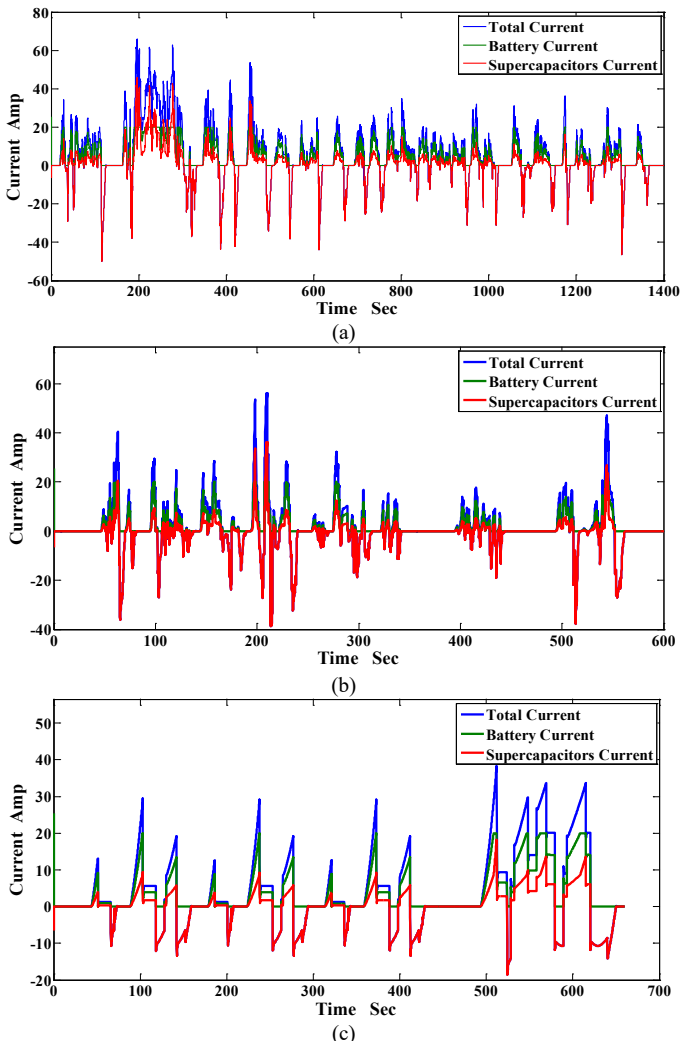 80
60
40
20
0
-20
-40
-60
Current Amp
Total Current
Battery Current
Supercapacitors Current
0 200 400 600 800 1000 1200 1400
Time Sec
(a)
60
40
20
0
-20
-40
Current Amp
Total Current
Battery Current
Supercapacitors Current
0 100 200 300 400 500 600
Time Sec
(b)
50
40
30
20
10
0
-10
-20
Current Amp
Total Current
Battery Current
Supercapacitors Current
0 100 200 300 400 500 600 700
Time Sec
(c)